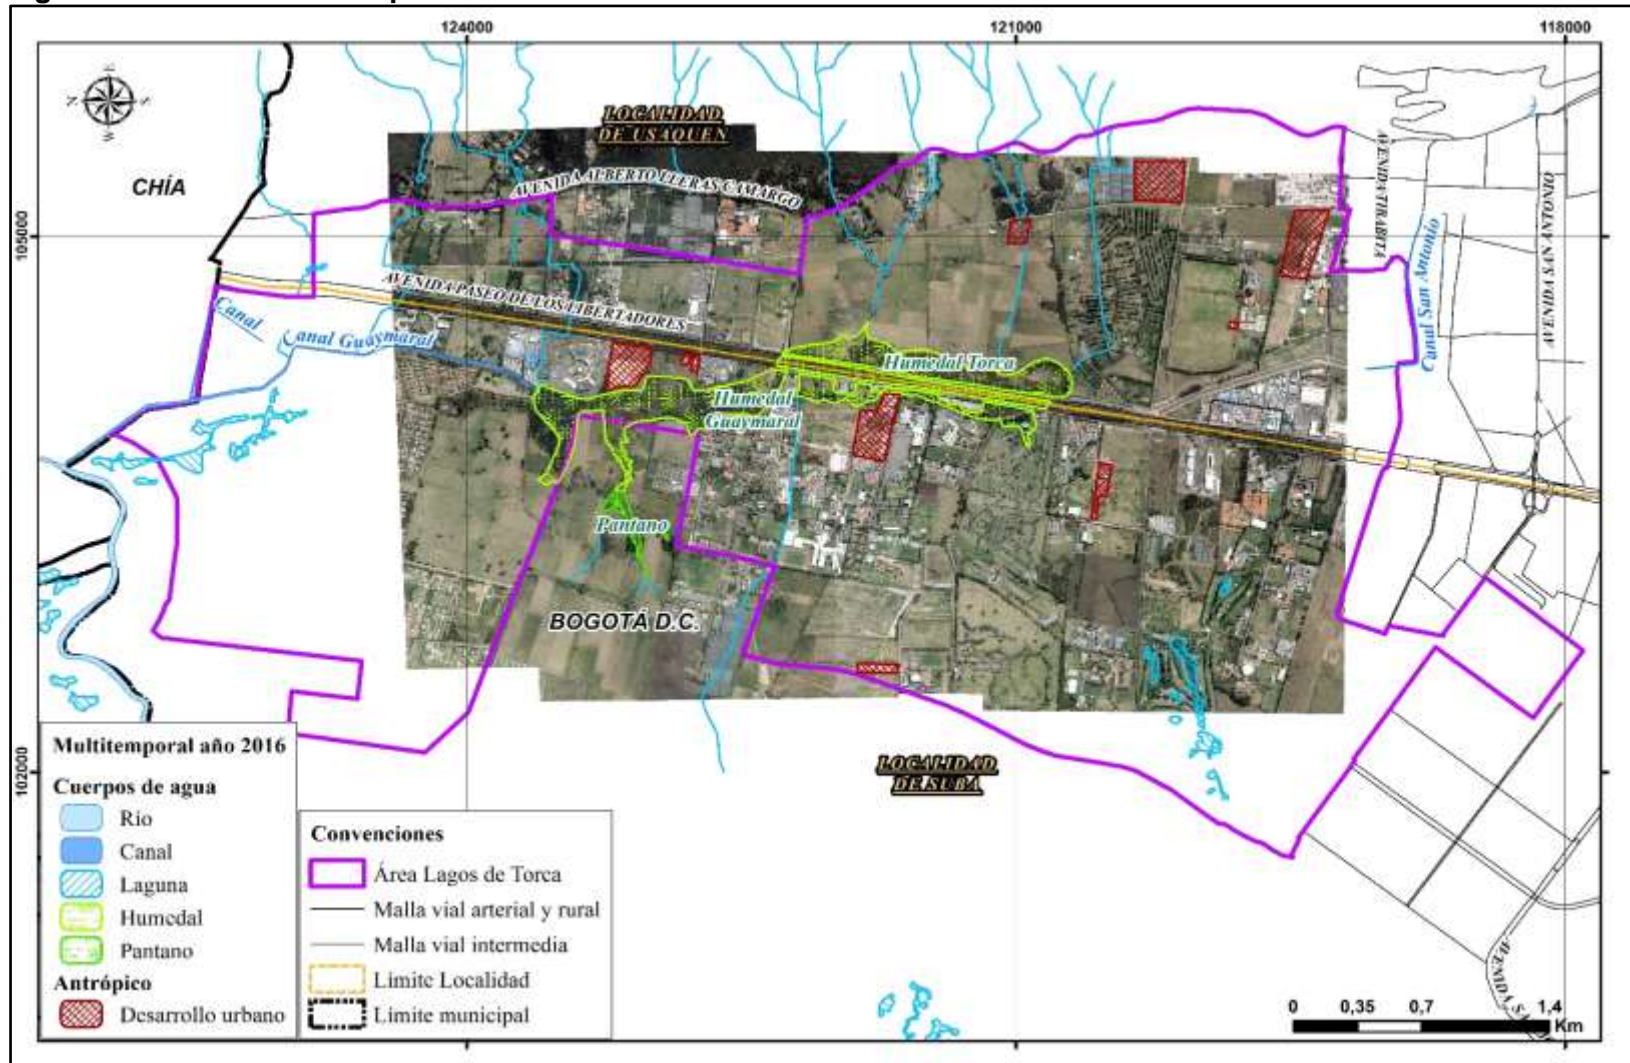 124000
121000
118000
LOCALIDAD
DE USAQUEN
CHÍA
AVENIDA ALBERTO LLERAS CAMARGO
AVENIDA TIRABITA
AVENIDA SAN ANTONIO
Canal San Antonio
105000
AVENIDA PASEO DE LOS LIBERTADORES
Canal
Canal Guaymaral
Humedal Torca
Humedal
Guaymaral
Pantano
BOGOTÁ D.C.
LOCALIDAD
DE SUBA
102000
Multitemporal año 2016
Cuerpos de agua
Rio
Canal
Laguna
Humedal
Pantano
Antrópico
Desarrollo urbano
Convenciones
Área Lagos de Torca
Malla vial arterial y rural
Malla vial intermedia
Limite Localidad
Limite municipal
0 0,35 0,7 1,4
Km